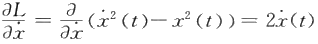 ∂L/∂ẋ = ∂/∂ẋ (ẋ²(t)−x²(t)) = 2ẋ(t)